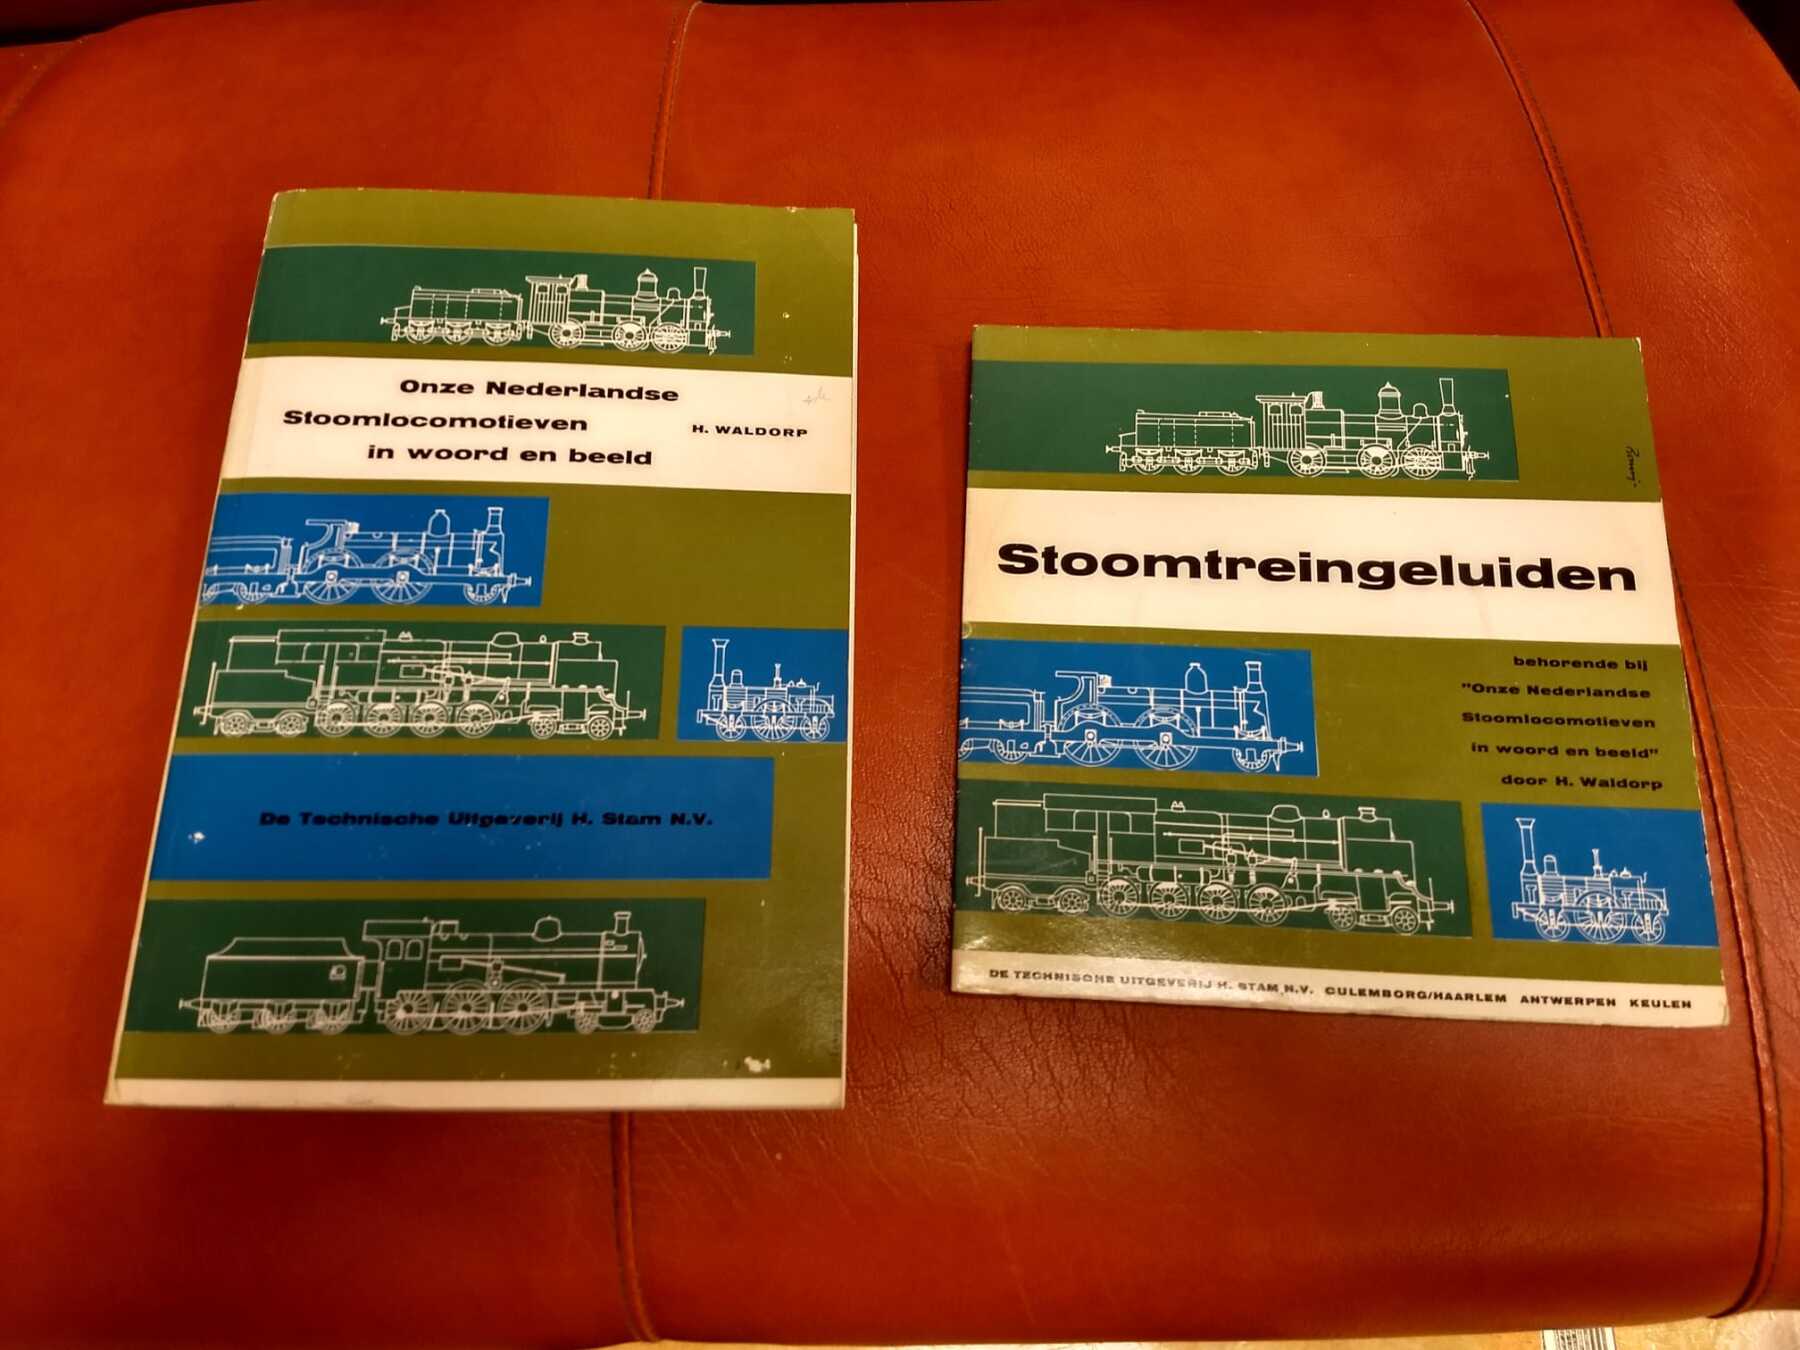 Onze Nederlandse
Stoomlocomotieven
in woord en beeld
H. WALDORP
De Technische Uitgeverij H. Stam N.V.
Stoomtreingeluiden
behorende bij
"Onze Nederlandse
Stoomlocomotieven
in woord en beeld"
door H. Waldorp
DE TECHNISCHE UITGEVERIJ H. STAM N.V. CULEMBORG/HAARLEM ANTWERPEN KEULEN